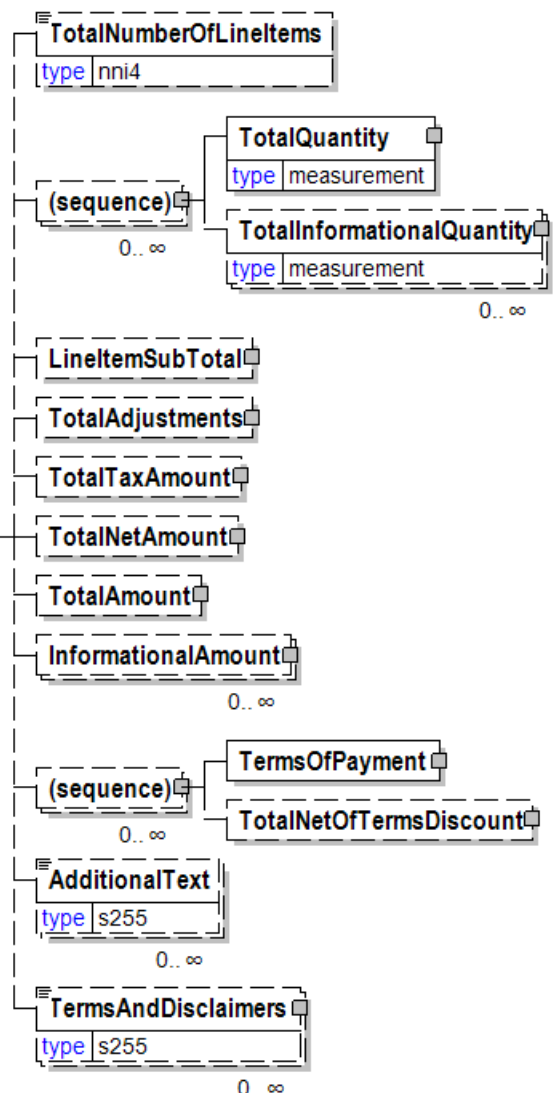 TotalNumberOfLineItems
type nni4
TotalQuantity
type measurement
(sequence)
0.. ∞
TotalInformationalQuantity
type measurement
0.. ∞
LineItemSubTotal
TotalAdjustments
TotalTaxAmount
TotalNetAmount
TotalAmount
InformationalAmount
0.. ∞
TermsOfPayment
(sequence)
0.. ∞
TotalNetOfTermsDiscount
AdditionalText
type s255
0.. ∞
TermsAndDisclaimers
type s255
0.. ∞